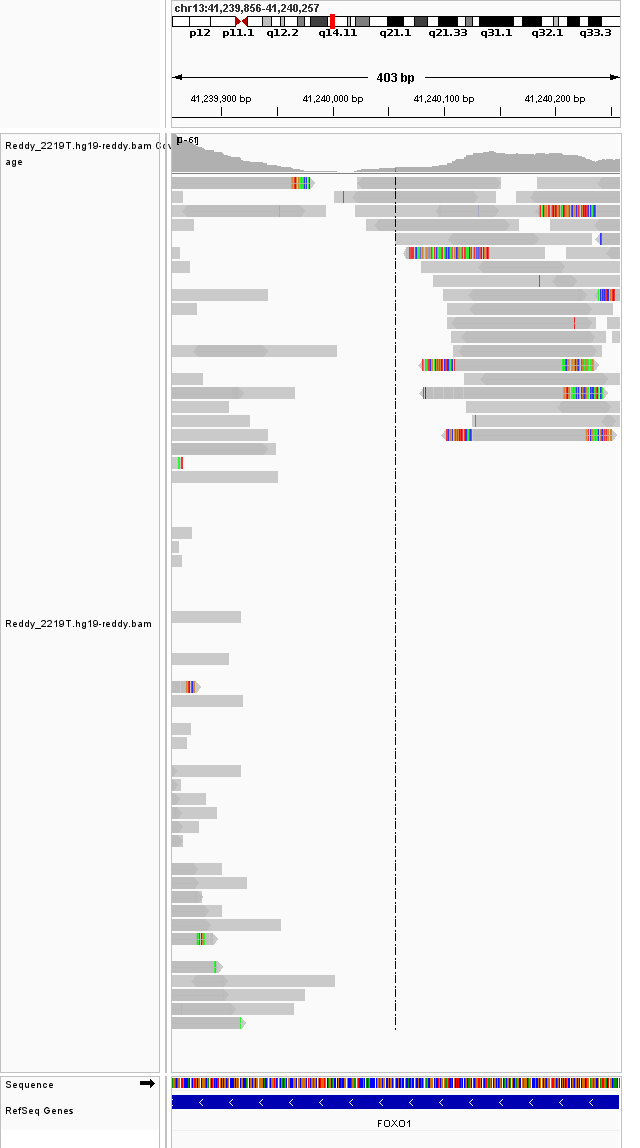 chr13:41,239,856-41,240,257
p12 p11.1 q12.2 q14.11 q21.1 q21.33 q31.1 q32.1 q33.3
403 bp
41,239,900 bp 41,240,000 bp 41,240,100 bp 41,240,200 bp
Reddy_2219T.hg19-reddy.bam Cov
age
[0-61]
Reddy_2219T.hg19-reddy.bam
Sequence
RefSeq Genes
FOXO1